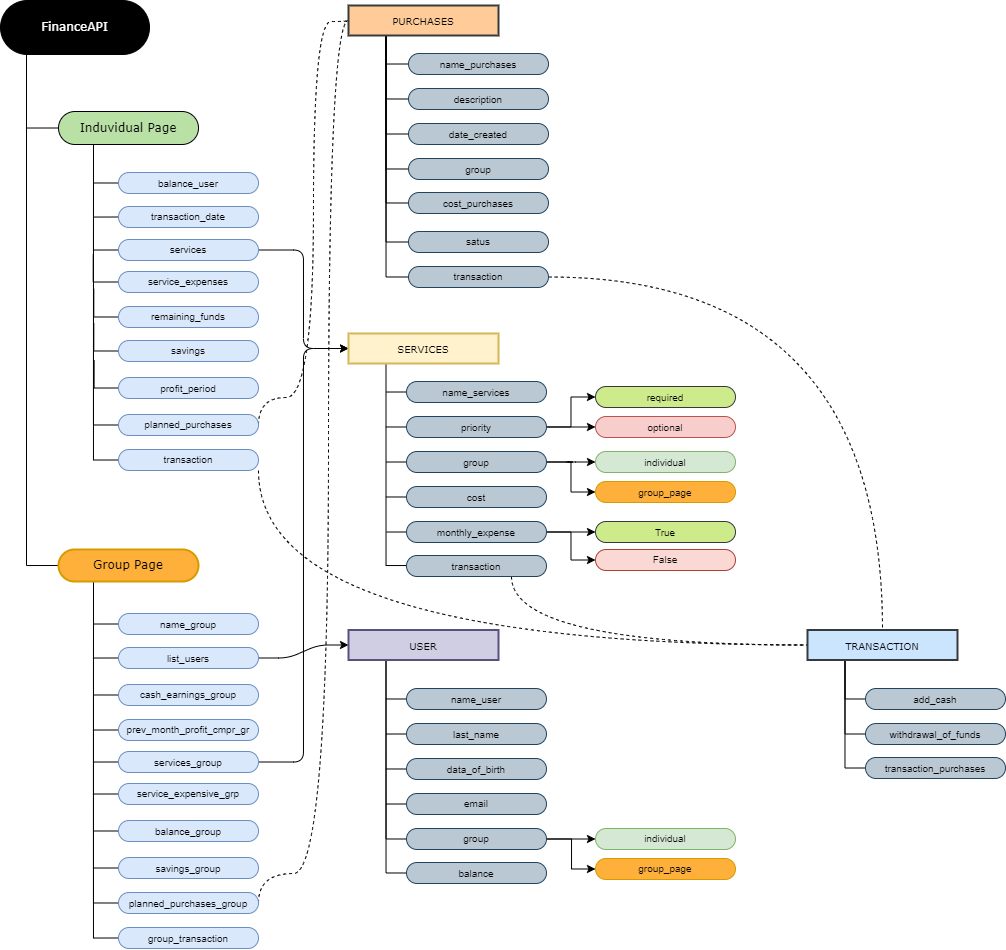 FinanceAPI
Induvidual Page
balance_user
transaction_date
services
service_expenses
remaining_funds
savings
profit_period
planned_purchases
transaction
Group Page
name_group
list_users
cash_earnings_group
prev_month_profit_cmpr_gr
services_group
service_expensive_grp
balance_group
savings_group
planned_purchases_group
group_transaction
PURCHASES
name_purchases
description
date_created
group
cost_purchases
satus
transaction
SERVICES
name_services
priority
required
optional
group
individual
group_page
cost
monthly_expense
True
False
transaction
USER
name_user
last_name
data_of_birth
email
group
individual
group_page
balance
TRANSACTION
add_cash
withdrawal_of_funds
transaction_purchases